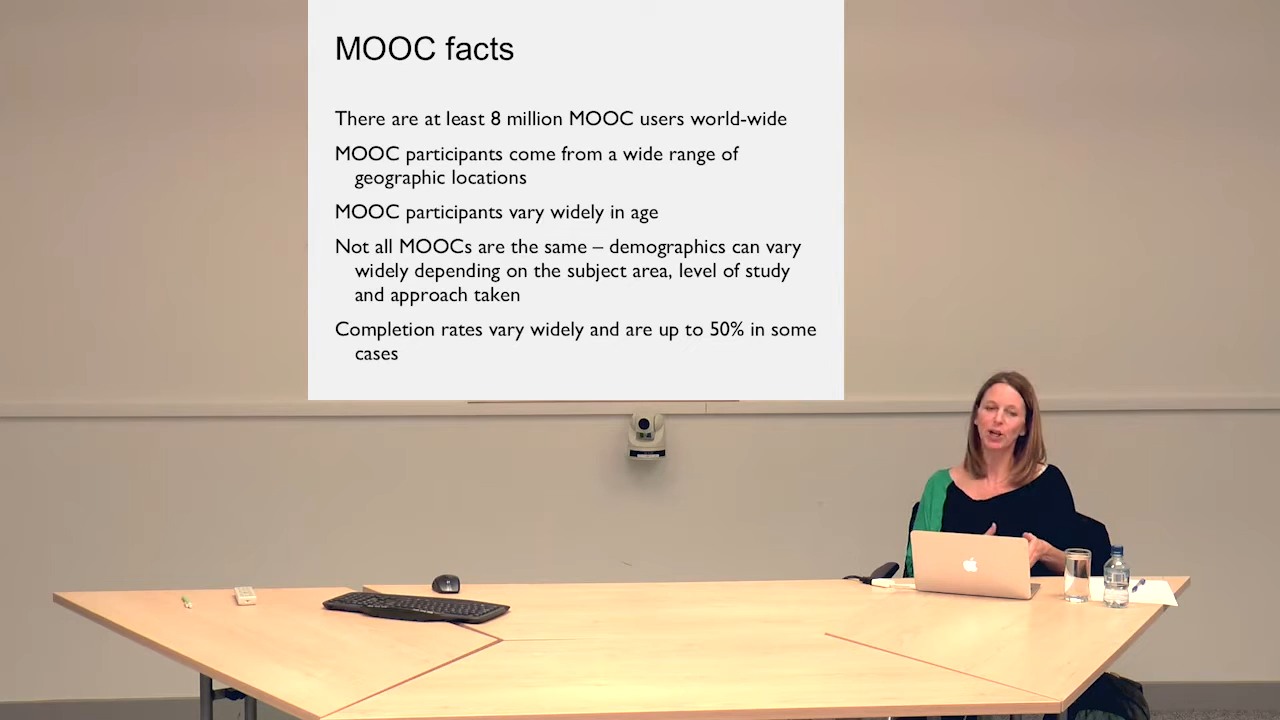 MOOC facts
There are at least 8 million MOOC users world-wide
MOOC participants come from a wide range of
geographic locations
MOOC participants vary widely in age
Not all MOOCs are the same – demographics can vary
widely depending on the subject area, level of study
and approach taken
Completion rates vary widely and are up to 50% in some
cases